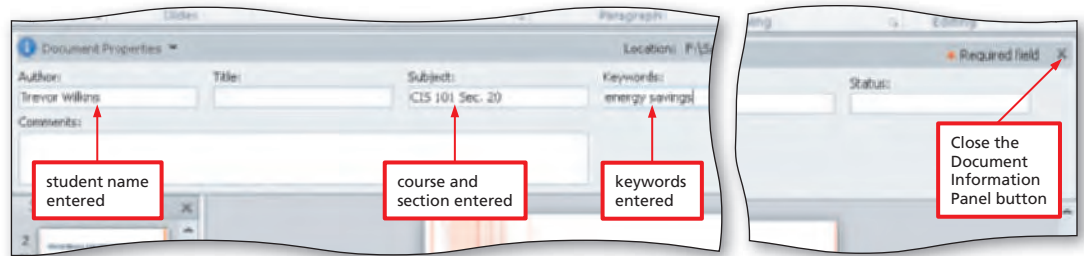 Slides Paragraph Editing
Document Properties Location: Required field X
Author: Title: Subject: Keywords: Status:
Trevor Wilkins CIS 101 Sec. 20 energy savings
Comments:
student name
entered
course and
section entered
keywords
entered
Close the
Document
Information
Panel button
2